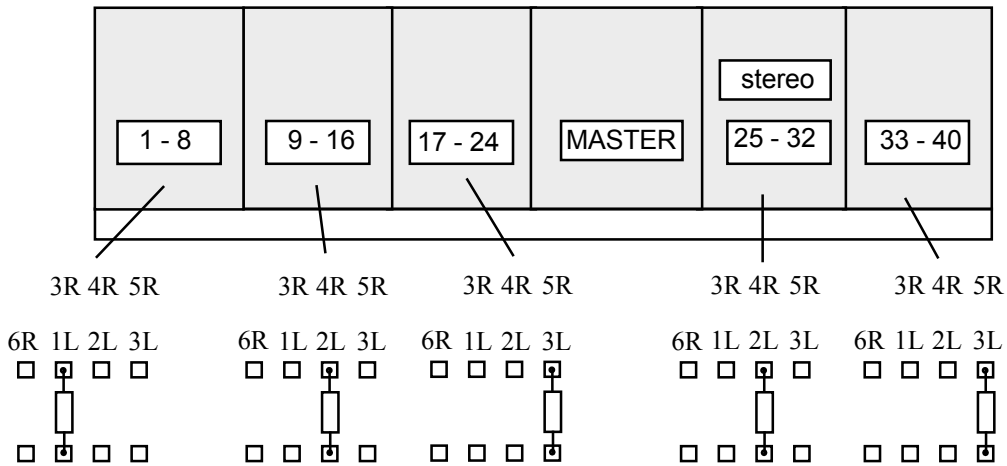 stereo
1 - 8 9 - 16 17 - 24 MASTER 25 - 32 33 - 40
3R 4R 5R 3R 4R 5R 3R 4R 5R 3R 4R 5R 3R 4R 5R
6R 1L 2L 3L 6R 1L 2L 3L 6R 1L 2L 3L 6R 1L 2L 3L 6R 1L 2L 3L